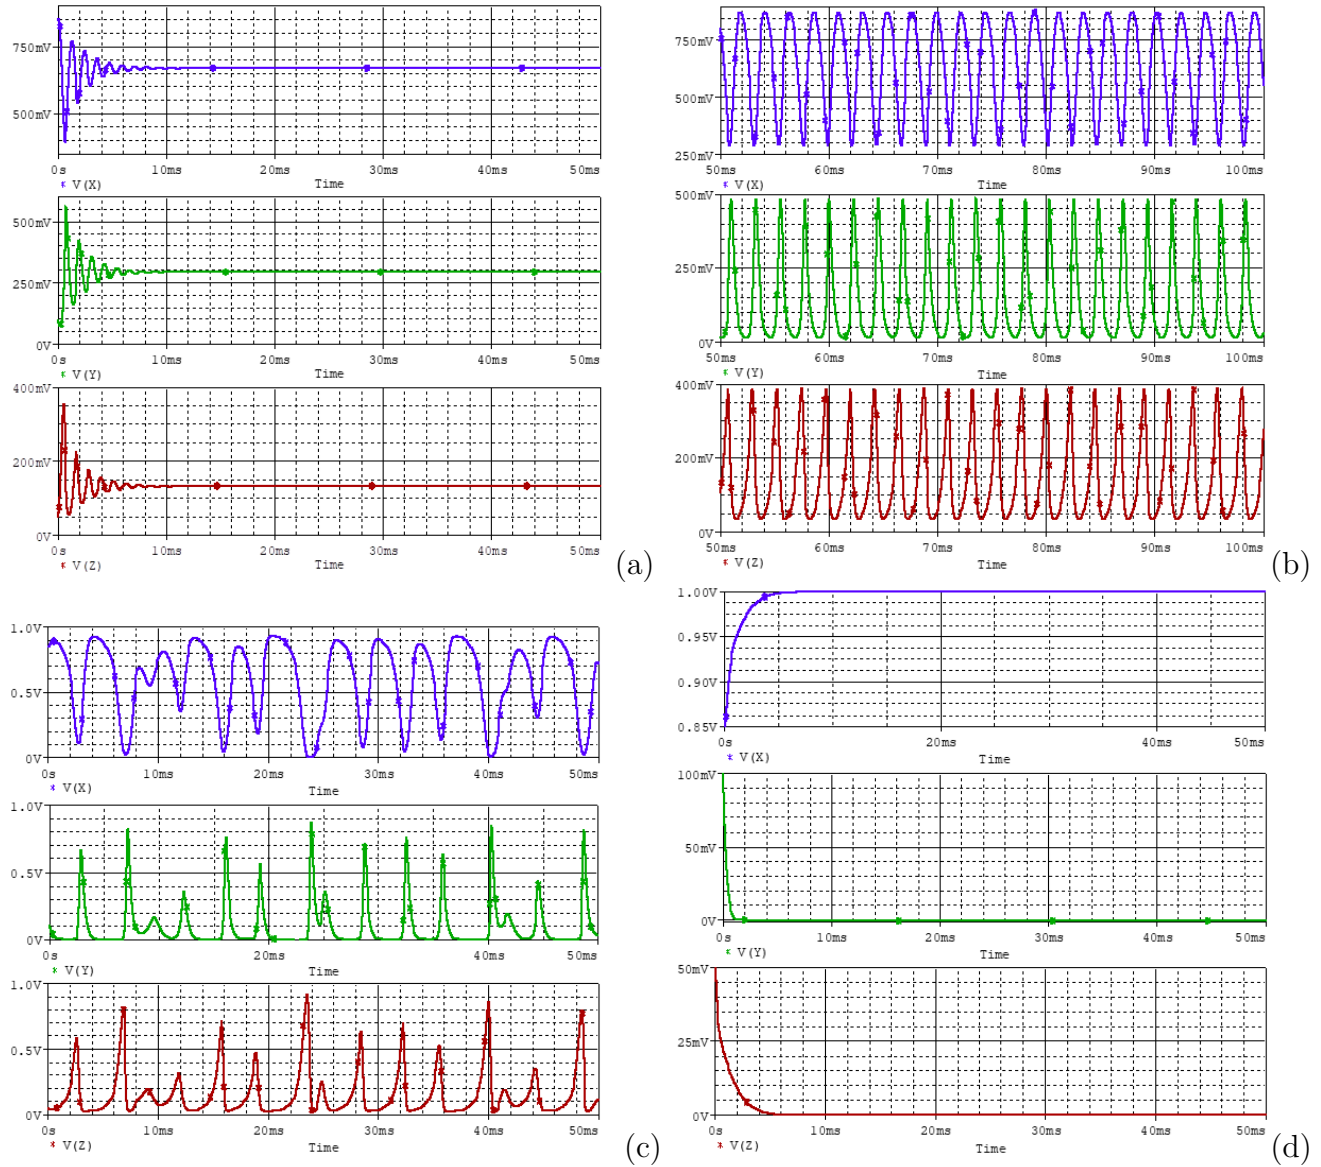 750mV
500mV
0s 10ms 20ms 30ms 40ms 50ms
V(X) Time
500mV
250mV
0V
0s 10ms 20ms 30ms 40ms 50ms
V(Y) Time
400mV
200mV
0V
0s 10ms 20ms 30ms 40ms 50ms
V(Z) Time
(a)
750mV
500mV
250mV
50ms 60ms 70ms 80ms 90ms 100ms
V(X) Time
500mV
250mV
0V
50ms 60ms 70ms 80ms 90ms 100ms
V(Y) Time
400mV
200mV
0V
50ms 60ms 70ms 80ms 90ms 100ms
V(Z) Time
(b)
1.0V
0.5V
0V
0s 10ms 20ms 30ms 40ms 50ms
V(X) Time
1.0V
0.5V
0V
0s 20ms 40ms 50ms
V(Y) Time
1.0V
0.5V
0V
0s 10ms 20ms 30ms 40ms 50ms
V(Z) Time
(c)
1.00V
0.95V
0.90V
0.85V
0s 20ms 40ms 50ms
V(X) Time
100mV
50mV
0V
0s 10ms 20ms 30ms 40ms 50ms
V(Y) Time
50mV
25mV
0V
0s 10ms 20ms 30ms 40ms 50ms
V(Z) Time
(d)